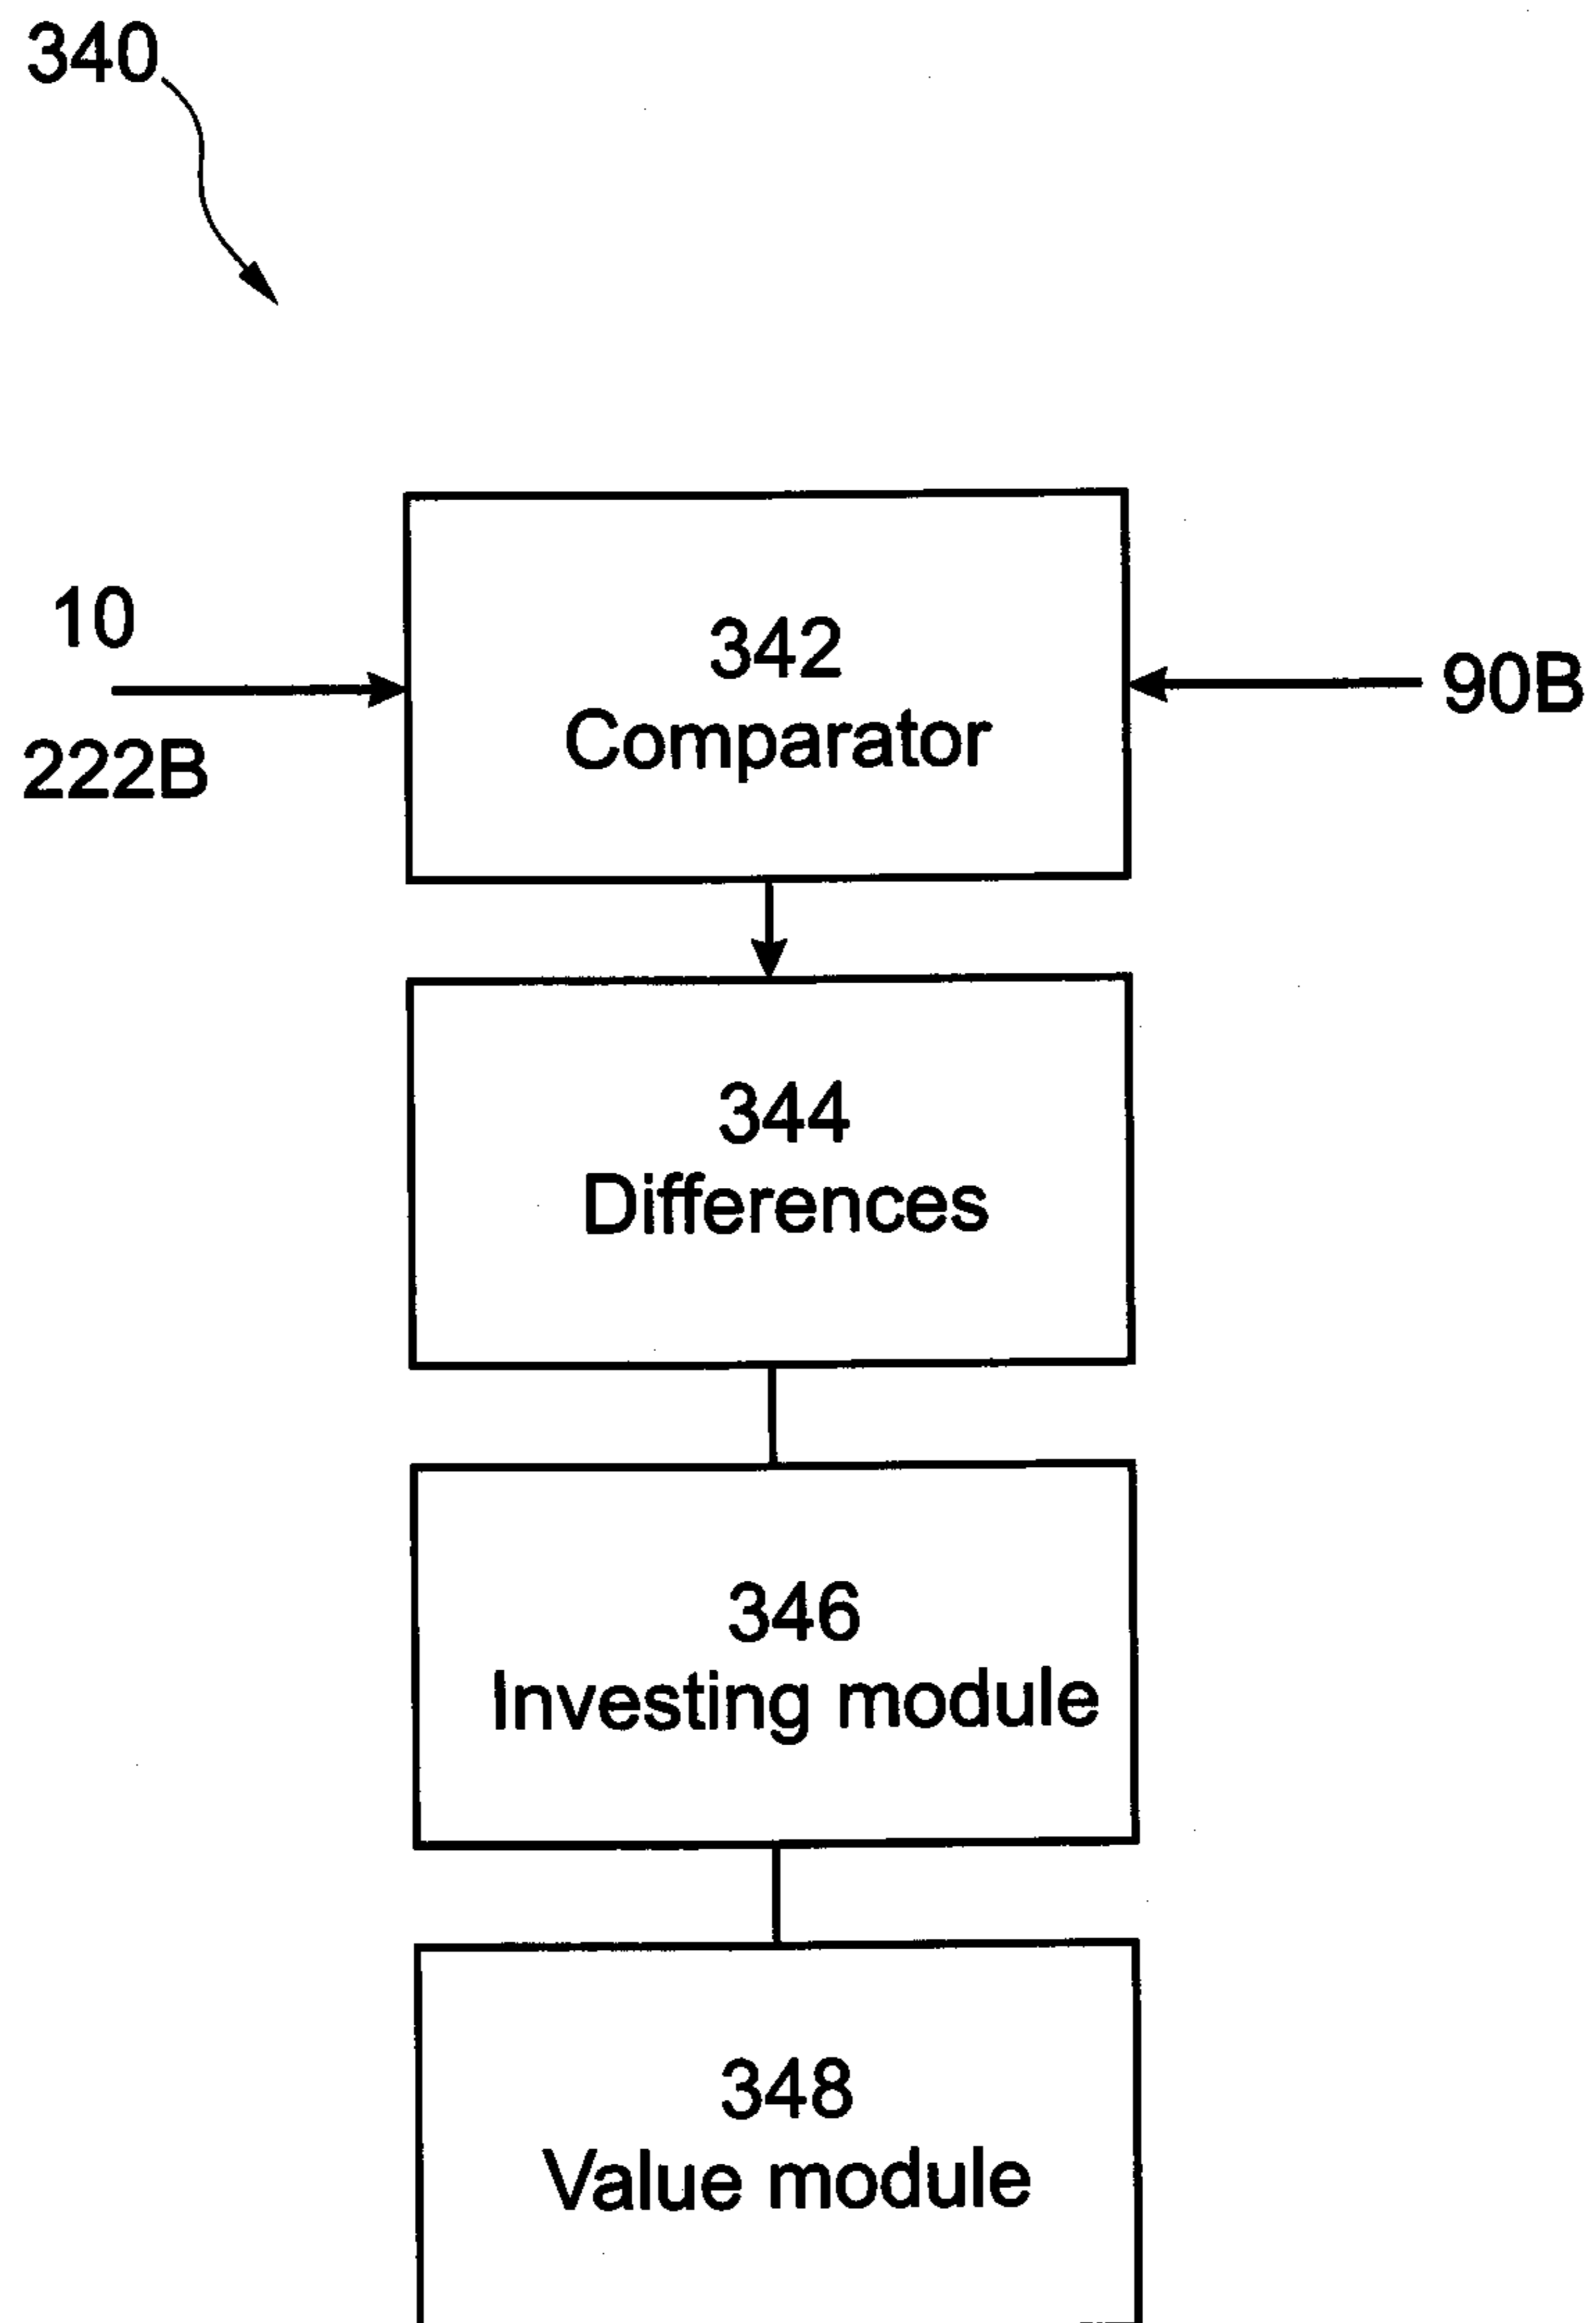 340
10
222B
342
Comparator
90B
344
Differences
346
Investing module
348
Value module